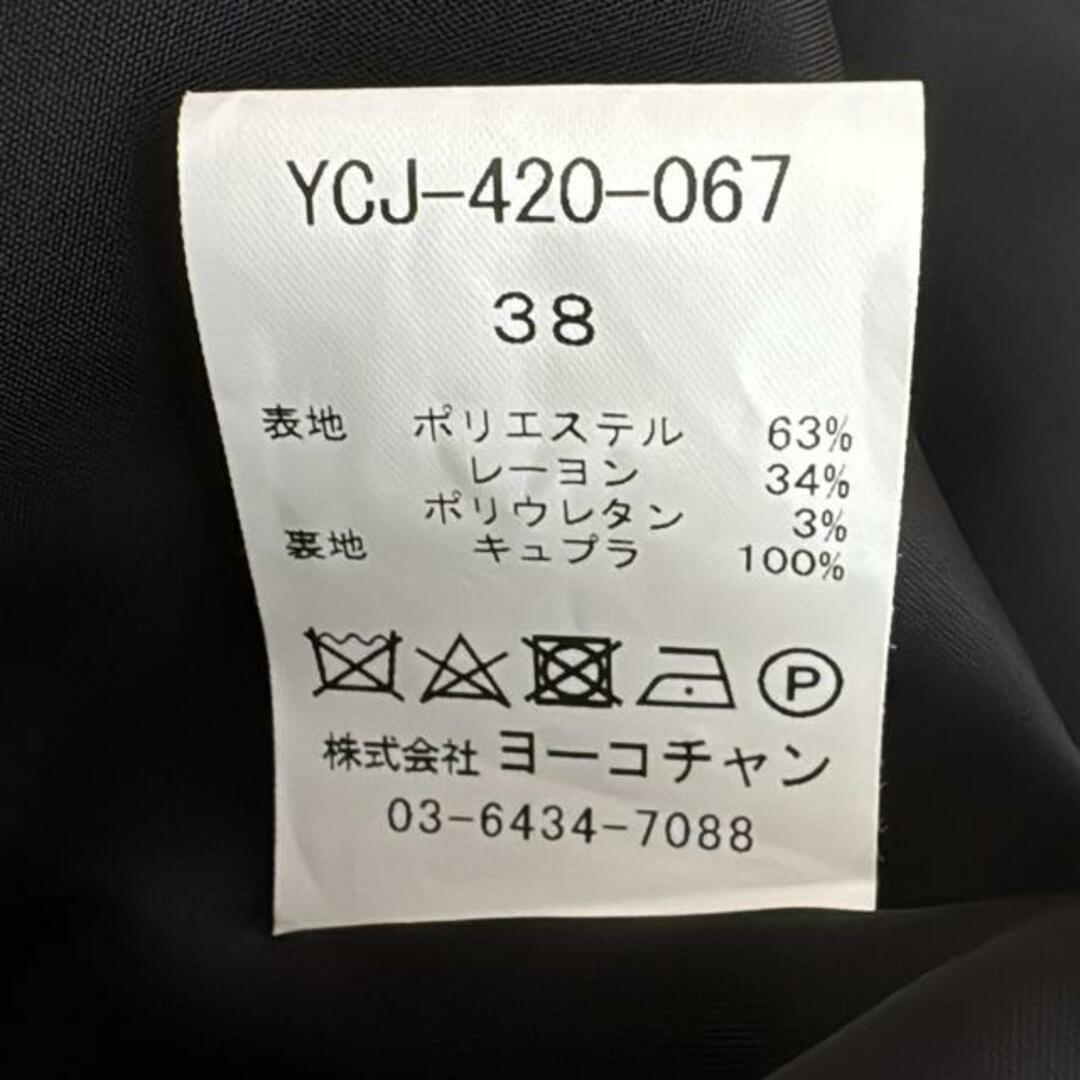 YCJ-420-067
38
表地 ポリエステル 63%
レーヨン 34%
ポリウレタン 3%
裏地 キュプラ 100%
P
株式会社 ヨーコチャン
03-6434-7088